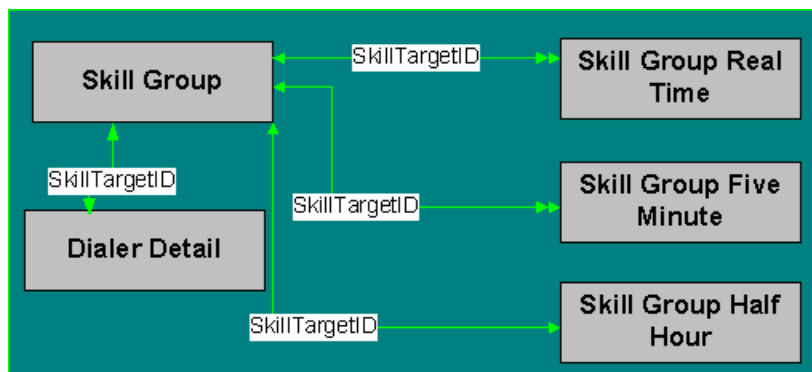 Skill Group
SkillTargetID
Skill Group Real
Time
SkillTargetID
Dialer Detail
SkillTargetID
Skill Group Five
Minute
SkillTargetID
Skill Group Half
Hour